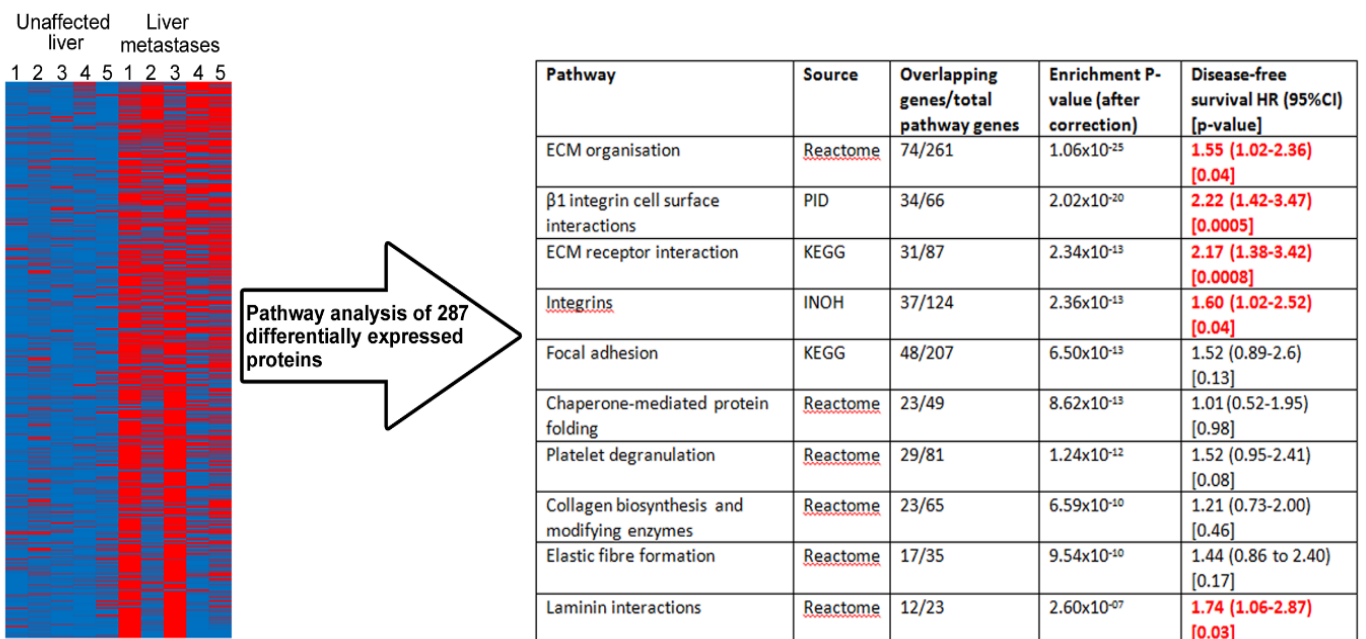 Unaffected liver
Liver metastases
1 2 3 4 5 1 2 3 4 5
Pathway analysis of 287
differentially expressed
proteins
Pathway Source Overlapping genes/total pathway genes Enrichment P-value (after correction) Disease-free survival HR (95%CI) [p-value]
ECM organisation Reactome 74/261 1.06x10⁻²⁵ 1.55 (1.02-2.36) [0.04]
β1 integrin cell surface interactions PID 34/66 2.02x10⁻²⁰ 2.22 (1.42-3.47) [0.0005]
ECM receptor interaction KEGG 31/87 2.34x10⁻¹³ 2.17 (1.38-3.42) [0.0008]
Integrins INOH 37/124 2.36x10⁻¹³ 1.60 (1.02-2.52) [0.04]
Focal adhesion KEGG 48/207 6.50x10⁻¹³ 1.52 (0.89-2.6) [0.13]
Chaperone-mediated protein folding Reactome 23/49 8.62x10⁻¹³ 1.01 (0.52-1.95) [0.98]
Platelet degranulation Reactome 29/81 1.24x10⁻¹² 1.52 (0.95-2.41) [0.08]
Collagen biosynthesis and modifying enzymes Reactome 23/65 6.59x10⁻¹⁰ 1.21 (0.73-2.00) [0.46]
Elastic fibre formation Reactome 17/35 9.54x10⁻¹⁰ 1.44 (0.86 to 2.40) [0.17]
Laminin interactions Reactome 12/23 2.60x10⁻⁰⁷ 1.74 (1.06-2.87) [0.03]